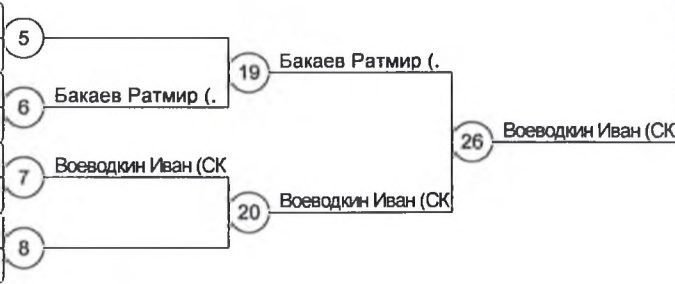 5
19 Бакаев Ратмир (.
6 Бакаев Ратмир (.
26 Воеводкин Иван (СК
7 Воеводкин Иван (СК
20 Воеводкин Иван (СК
8